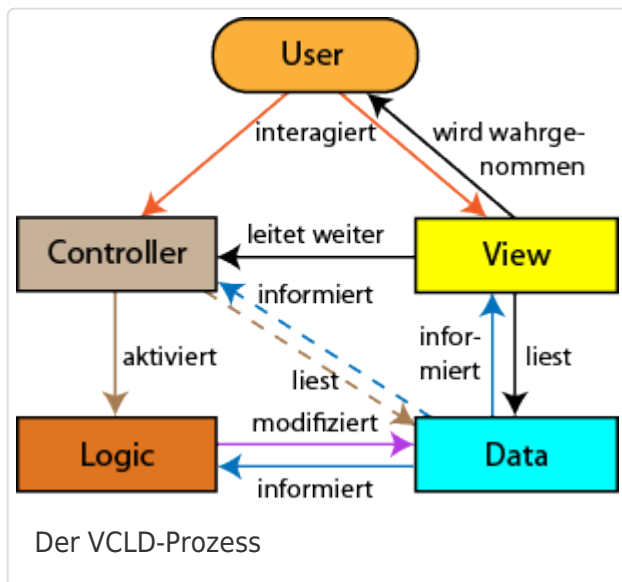 User
interagiert
wird wahrge-
nommen
Controller
leitet weiter
View
informiert
aktiviert
liest
infor-
miert
liest
modifiziert
Logic
Data
informiert
Der VCLD-Prozess